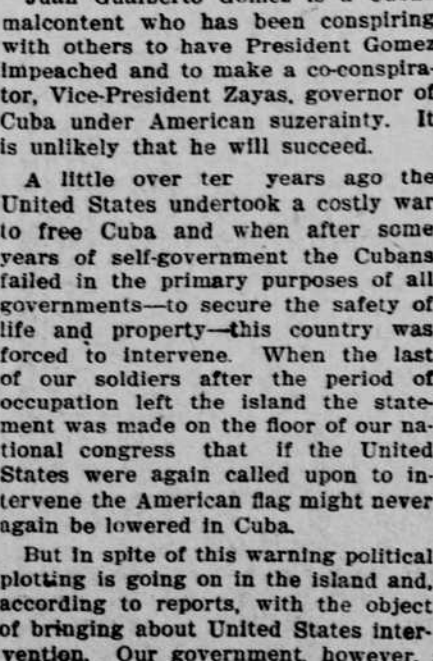 Juan Gualberto Gomez is a
malcontent who has been conspiring
with others to have President Gomez
impeached and to make a co-conspira-
tor, Vice-President Zayas, governor of
Cuba under American suzerainty. It
is unlikely that he will succeed.
A little over ter years ago the
United States undertook a costly war
to free Cuba and when after some
years of self-government the Cubans
failed in the primary purposes of all
governments—to secure the safety of
life and property—this country was
forced to intervene. When the last
of our soldiers after the period of
occupation left the island the state-
ment was made on the floor of our na-
tional congress that if the United
States were again called upon to in-
tervene the American flag might never
again be lowered in Cuba.
But in spite of this warning political
plotting is going on in the island and,
according to reports, with the object
of bringing about United States inter-
vention. Our government, however,